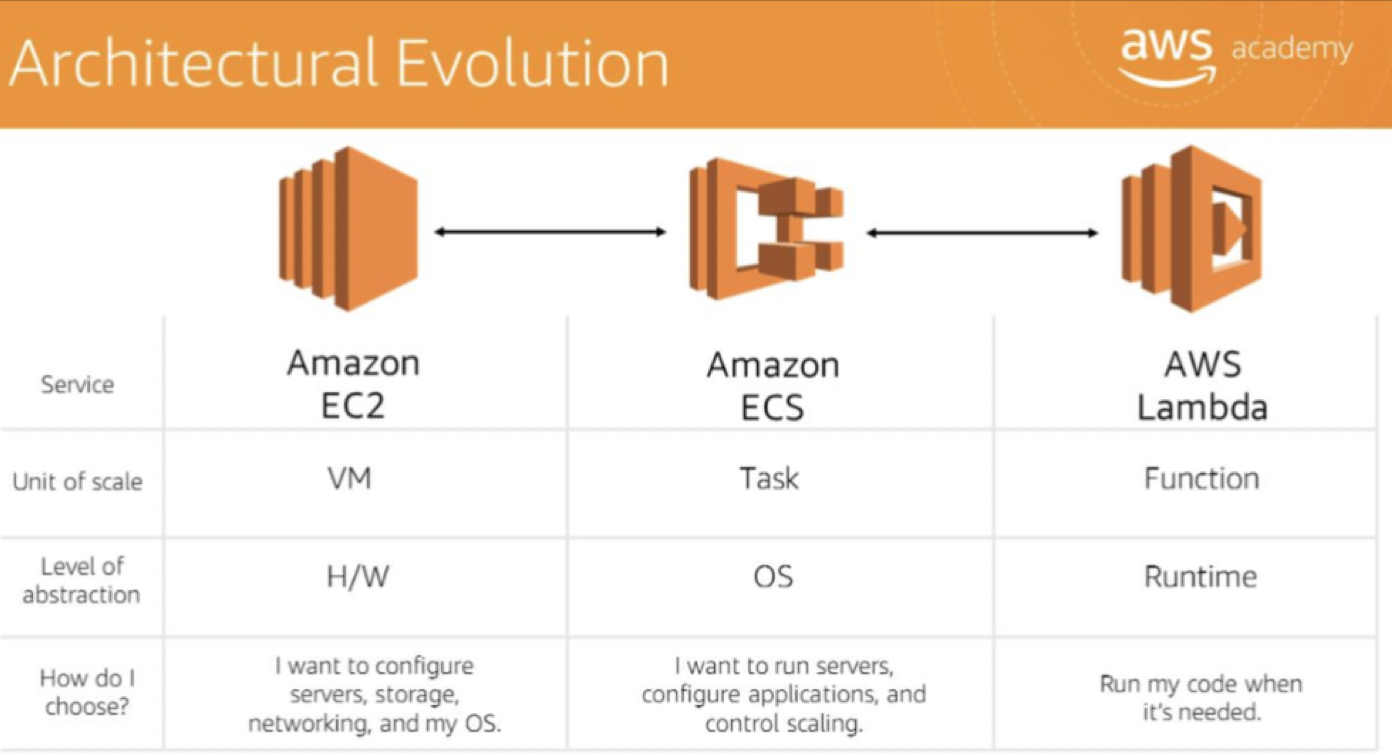 Architectural Evolution
aws academy
Service
Amazon
EC2
Amazon
ECS
AWS
Lambda
Unit of scale
VM
Task
Function
Level of
abstraction
H/W
OS
Runtime
How do I
choose?
I want to configure
servers, storage,
networking, and my OS.
I want to run servers,
configure applications, and
control scaling.
Run my code when
it's needed.